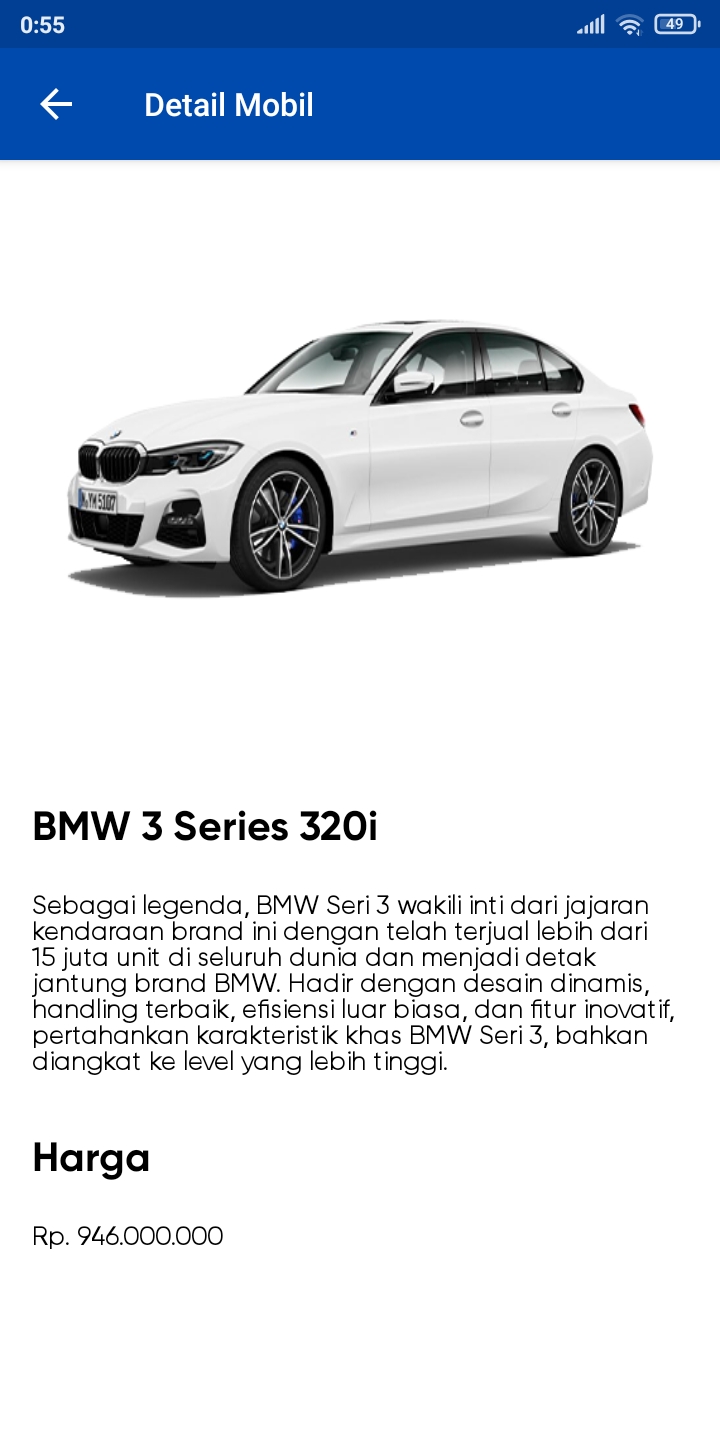 0:55
49
Detail Mobil
BMW 3 Series 320i
Sebagai legenda, BMW Seri 3 wakili inti dari jajaran
kendaraan brand ini dengan telah terjual lebih dari
15 juta unit di seluruh dunia dan menjadi detak
jantung brand BMW. Hadir dengan desain dinamis,
handling terbaik, efisiensi luar biasa, dan fitur inovatif,
pertahankan karakteristik khas BMW Seri 3, bahkan
diangkat ke level yang lebih tinggi.
Harga
Rp. 946.000.000